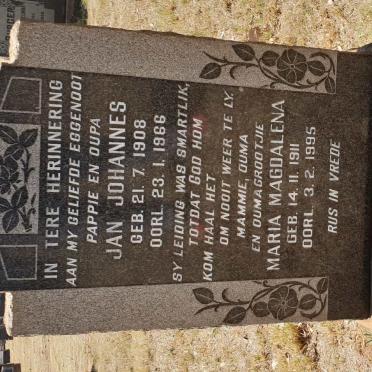 IN TERE HERINNERING
AAN MY GELIEFDE EGGENOOT
PAPPIE EN OUPA
JAN JOHANNES
GEB. 21.7.1908
OORL. 23.1.1986
SY LEIDING WAS SMARTLIK,
TOTDAT GOD HOM
KOM HAAL HET
OM NOOIT WEER TE LY.
MAMMIE, OUMA
EN OUMAGROOTJIE
MARIA MAGDALENA
GEB. 14.11.1911
OORL. 3.2.1995
RUS IN VREDE